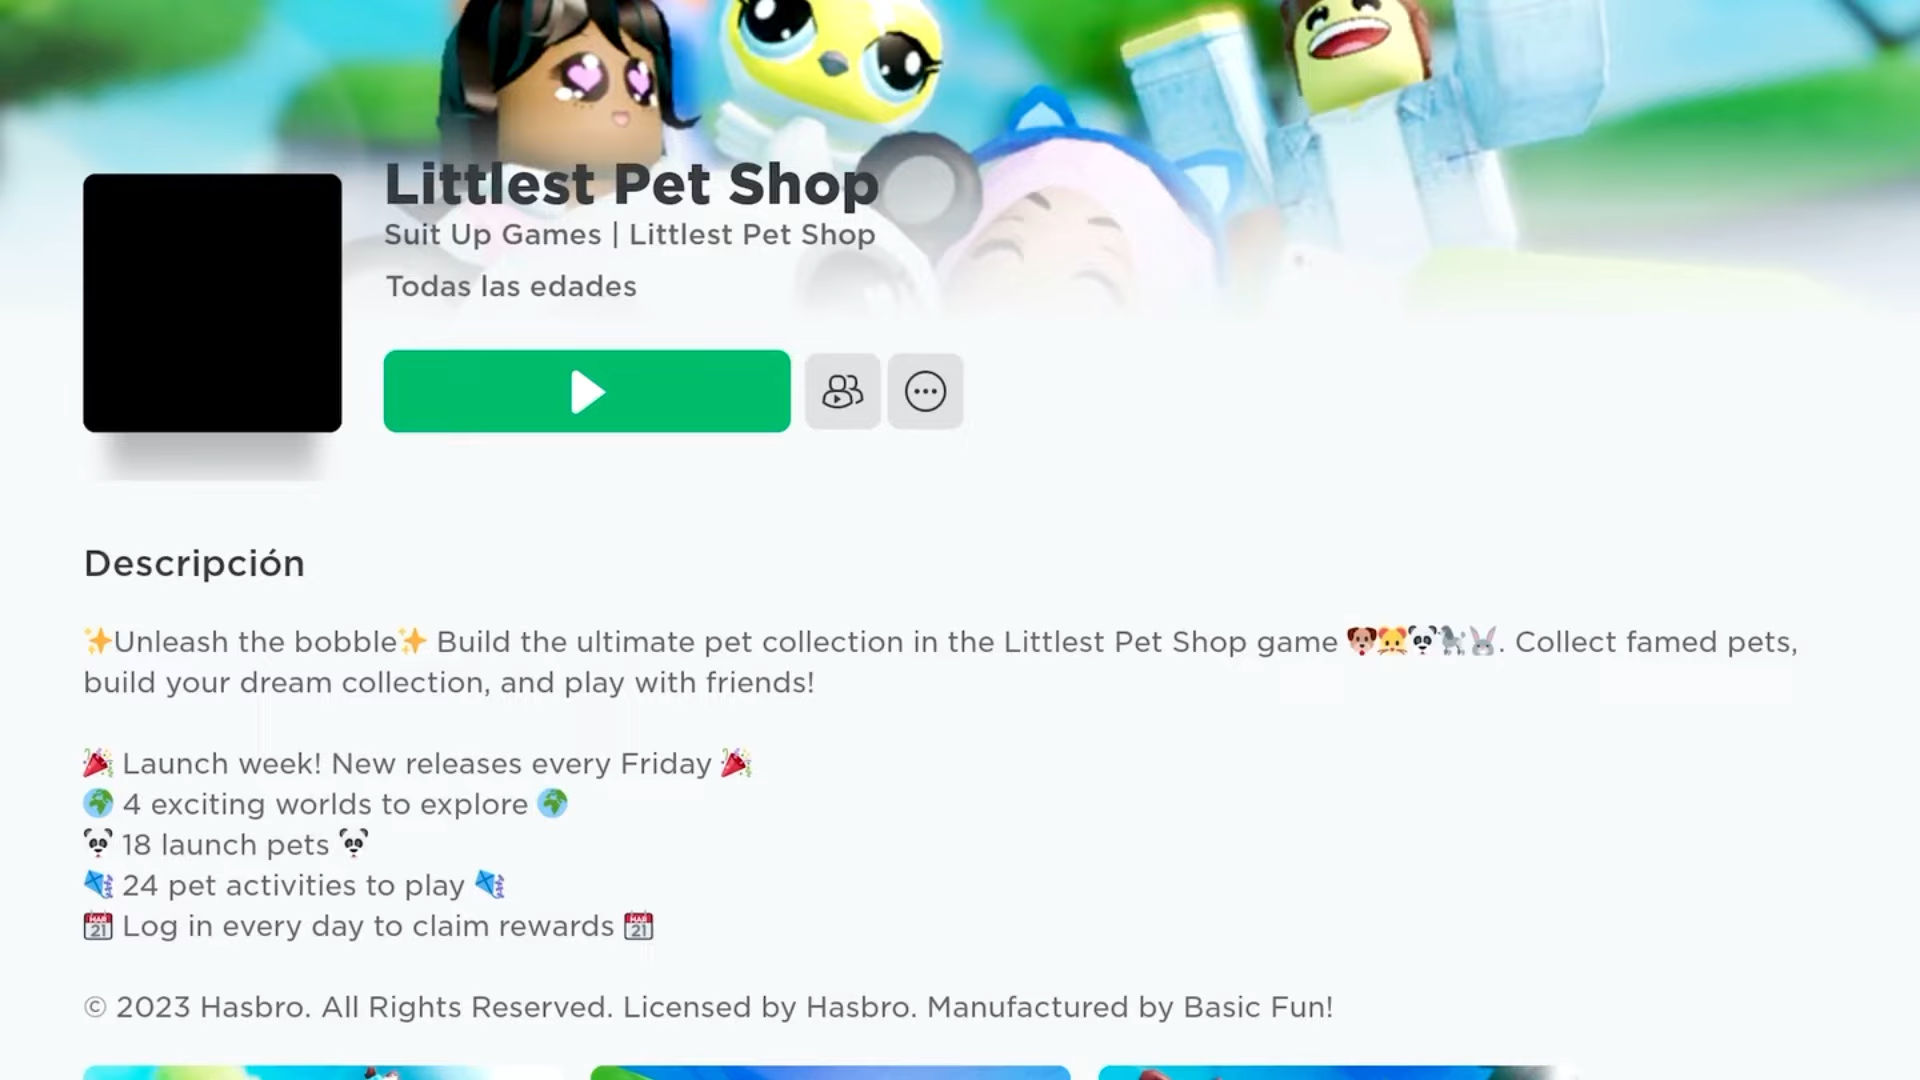 Littlest Pet Shop
Suit Up Games | Littlest Pet Shop
Todas las edades
Descripción
✨Unleash the bobble✨ Build the ultimate pet collection in the Littlest Pet Shop game 🐶🐹🐼🐩🐰. Collect famed pets,
build your dream collection, and play with friends!
🎉 Launch week! New releases every Friday 🎉
🌍 4 exciting worlds to explore 🌍
🐼 18 launch pets 🐼
🪁 24 pet activities to play 🪁
📆 Log in every day to claim rewards 📆
© 2023 Hasbro. All Rights Reserved. Licensed by Hasbro. Manufactured by Basic Fun!